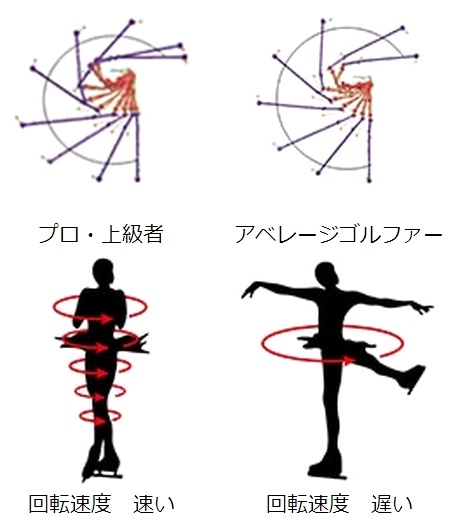 プロ・上級者
アベレージゴルファー
回転速度　速い
回転速度　遅い